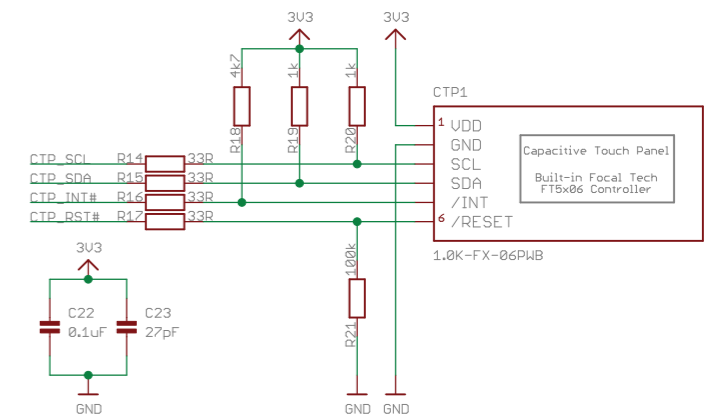 3V3 3V3
4k7 1k 1k
CTP1
R18 R19 R20
1 VDD
GND
CTP_SCL R14 33R SCL
CTP_SDA R15 33R SDA
CTP_INT# R16 33R /INT
CTP_RST# R17 33R 6 /RESET
Capacitive Touch Panel
Built-in Focal Tech
FT5x06 Controller
1.0K-FX-06PWB
3V3
C22 C23
0.1uF 27pF
100k
R21
GND GND GND